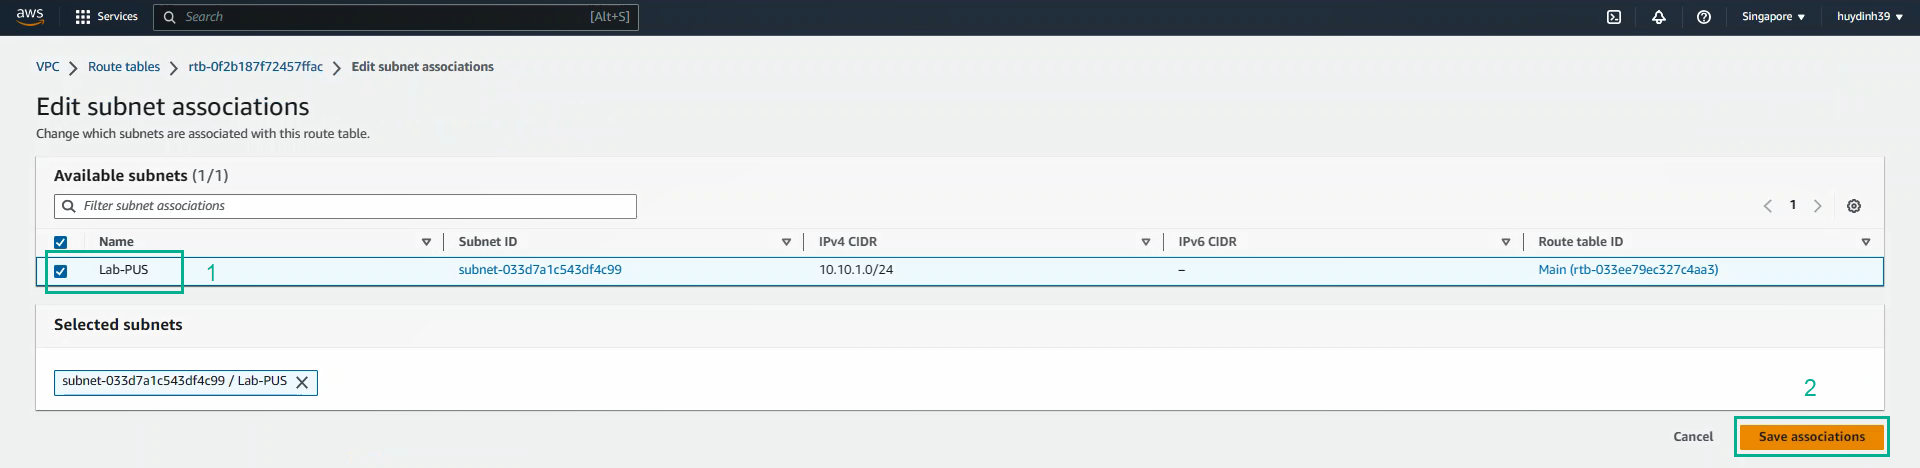 aws Services Search [Alt+S] Singapore ▼ huydinh39 ▼
VPC > Route tables > rtb-0f2b187f72457ffac > Edit subnet associations
Edit subnet associations
Change which subnets are associated with this route table.
Available subnets (1/1)
Filter subnet associations < 1 >
Name Subnet ID IPv4 CIDR IPv6 CIDR Route table ID
Lab-PUS 1 subnet-033d7a1c543df4c99 10.10.1.0/24 – Main (rtb-033ee79ec327c4aa3)
Selected subnets
subnet-033d7a1c543df4c99 / Lab-PUS X
2
Cancel Save associations